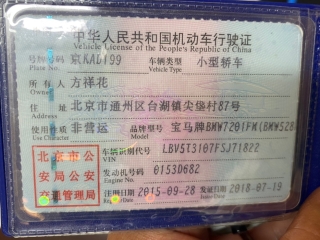 中华人民共和国机动车行驶证
Vehicle License of the People's Republic of China
号牌号码 京KAD199 车辆类型 小型轿车
Plate No. Vehicle Type
所有人 方祥花
Owner
住址 北京市通州区台湖镇尖垡村87号
Address
使用性质 非营运 品牌型号 宝马牌BMW7201FM(BMW528
Use Character Model
北京市公安局公安交通管理局
车辆识别代号 LBV5T3107FSJ71822
VIN
发动机号码 0153D682
Engine No.
注册日期 2015-09-28 发证日期 2018-07-19